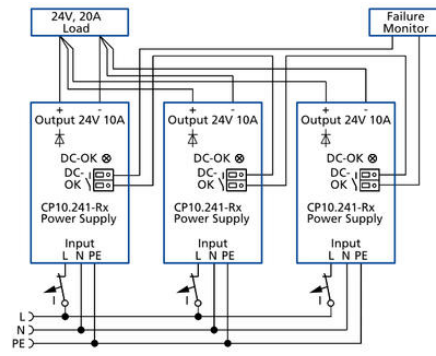 24V, 20A
Load
Failure
Monitor
+ -
Output 24V 10A
DC-OK
DC-
OK
CP10.241-Rx
Power Supply
Input
L N PE
I
+ -
Output 24V 10A
DC-OK
DC-
OK
CP10.241-Rx
Power Supply
Input
L N PE
I
+ -
Output 24V 10A
DC-OK
DC-
OK
CP10.241-Rx
Power Supply
Input
L N PE
I
L
N
PE